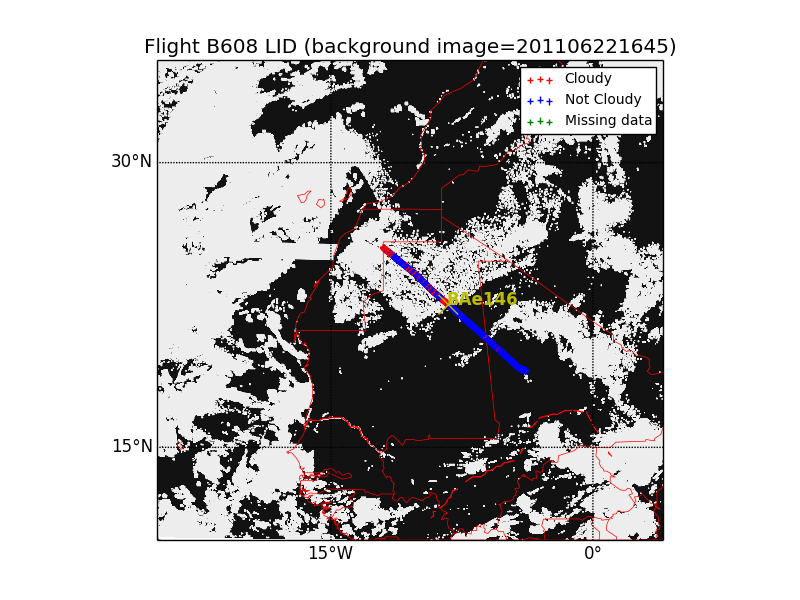 Flight B608 LID (background image=201106221645)
Cloudy
Not Cloudy
Missing data
30°N
BAe146
15°N
15°W
0°